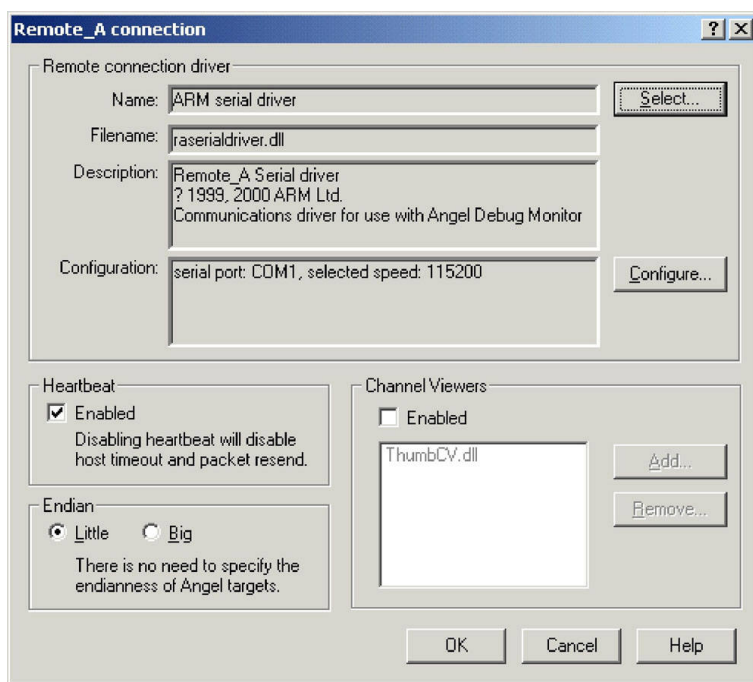 Remote_A connection
Remote connection driver
Name: ARM serial driver Select...
Filename: raserialdriver.dll
Description: Remote_A Serial driver
? 1999, 2000 ARM Ltd.
Communications driver for use with Angel Debug Monitor
Configuration: serial port: COM1, selected speed: 115200 Configure...
Heartbeat
Enabled
Disabling heartbeat will disable
host timeout and packet resend.
Endian
Little Big
There is no need to specify the
endianness of Angel targets.
Channel Viewers
Enabled
ThumbCV.dll
Add...
Remove...
OK Cancel Help